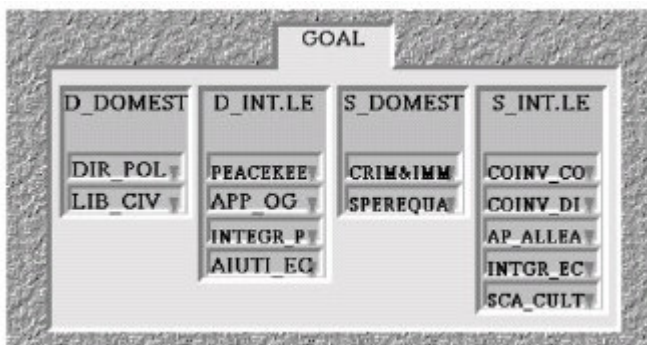 GOAL
D_DOMEST
DIR_POL
LIB_CIV
D_INT.LE
PEACEKEE
APP_OG
INTEGR_P
AIUTI_EC
S_DOMEST
CRIM&IMM
SPEREQUA
S_INT.LE
COINV_CO
COINV_DI
AP_ALLEA
INTGR_EC
SCA_CULT